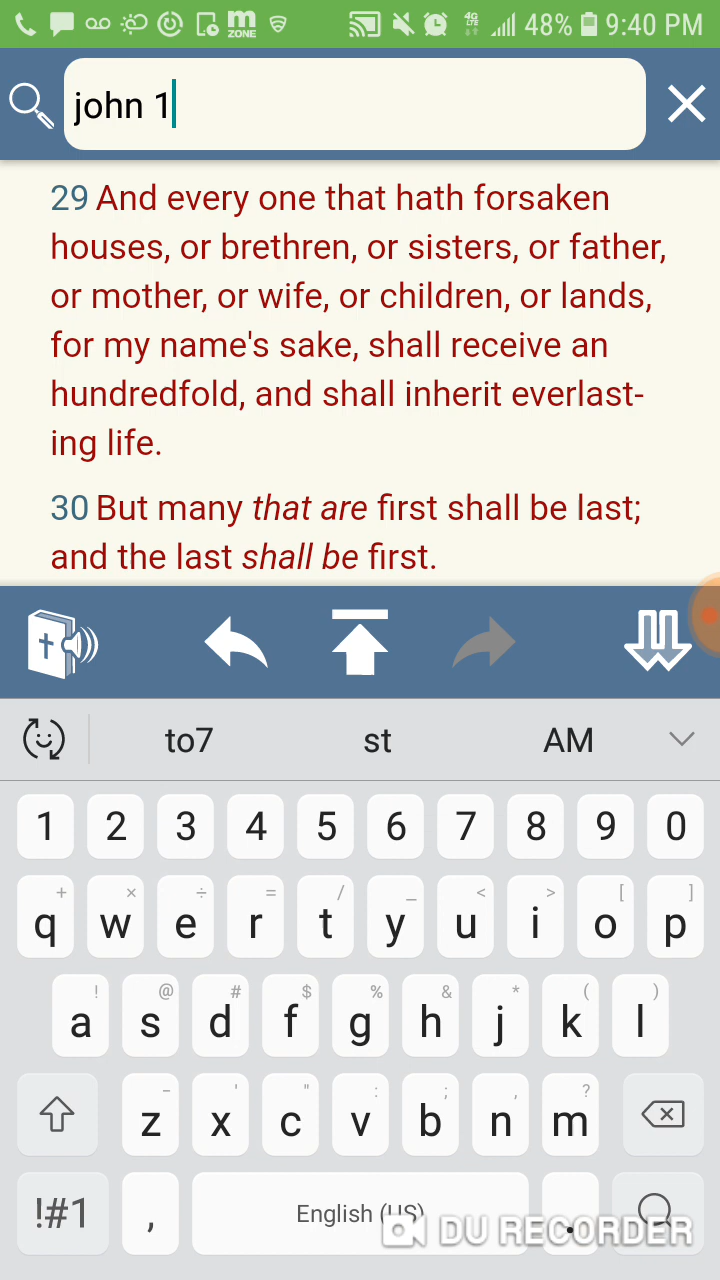 m 4G 48% 9:40 PM
ZONE LTE
john 1
29 And every one that hath forsaken
houses, or brethren, or sisters, or father,
or mother, or wife, or children, or lands,
for my name's sake, shall receive an
hundredfold, and shall inherit everlast-
ing life.
30 But many that are first shall be last;
and the last shall be first.
to7 st AM
1 2 3 4 5 6 7 8 9 0
+ × ÷ = / _ < > [ ]
q w e r t y u i o p
! @ # $ % & * ( )
a s d f g h j k l
- ' " : ; , ?
z x c v b n m
!#1 , English (US) .
DU RECORDER